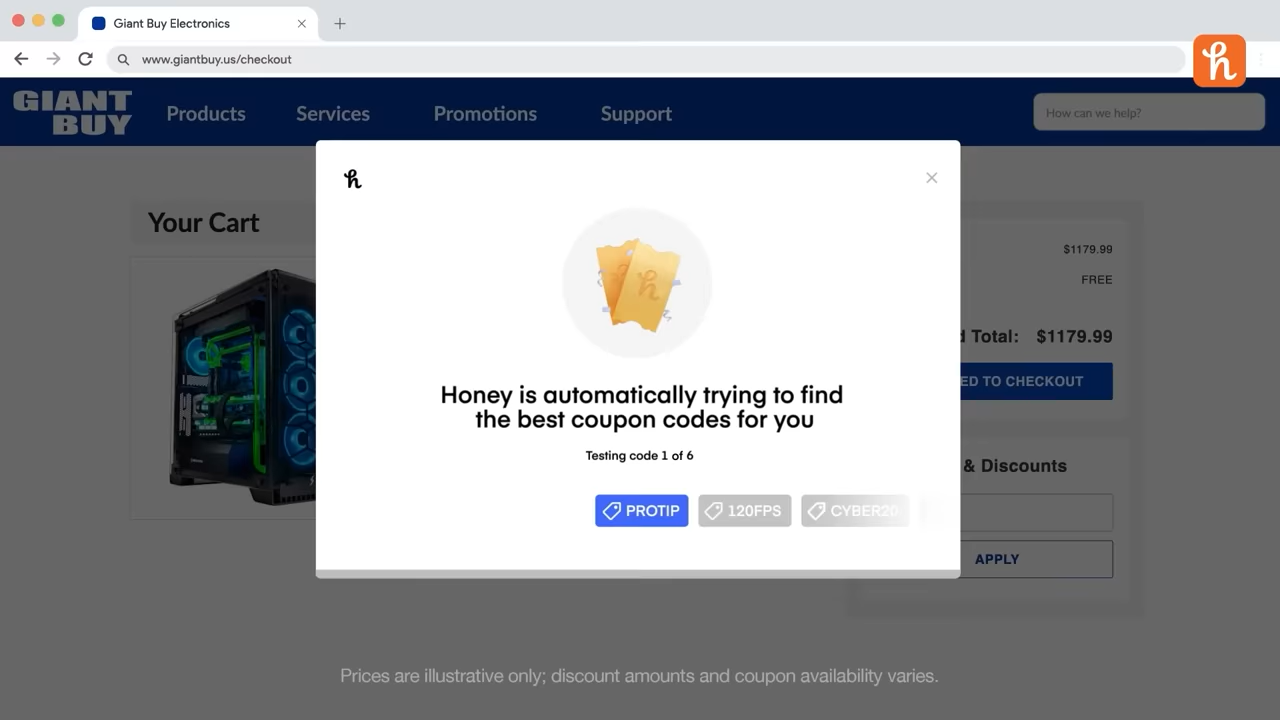 Giant Buy Electronics
www.giantbuy.us/checkout
GIANT
BUY
Products
Services
Promotions
Support
How can we help?
Your Cart
Honey is automatically trying to find
the best coupon codes for you
Testing code 1 of 6
PROTIP
120FPS
CYBER20
$1179.99
FREE
Total: $1179.99
ED TO CHECKOUT
& Discounts
APPLY
Prices are illustrative only; discount amounts and coupon availability varies.